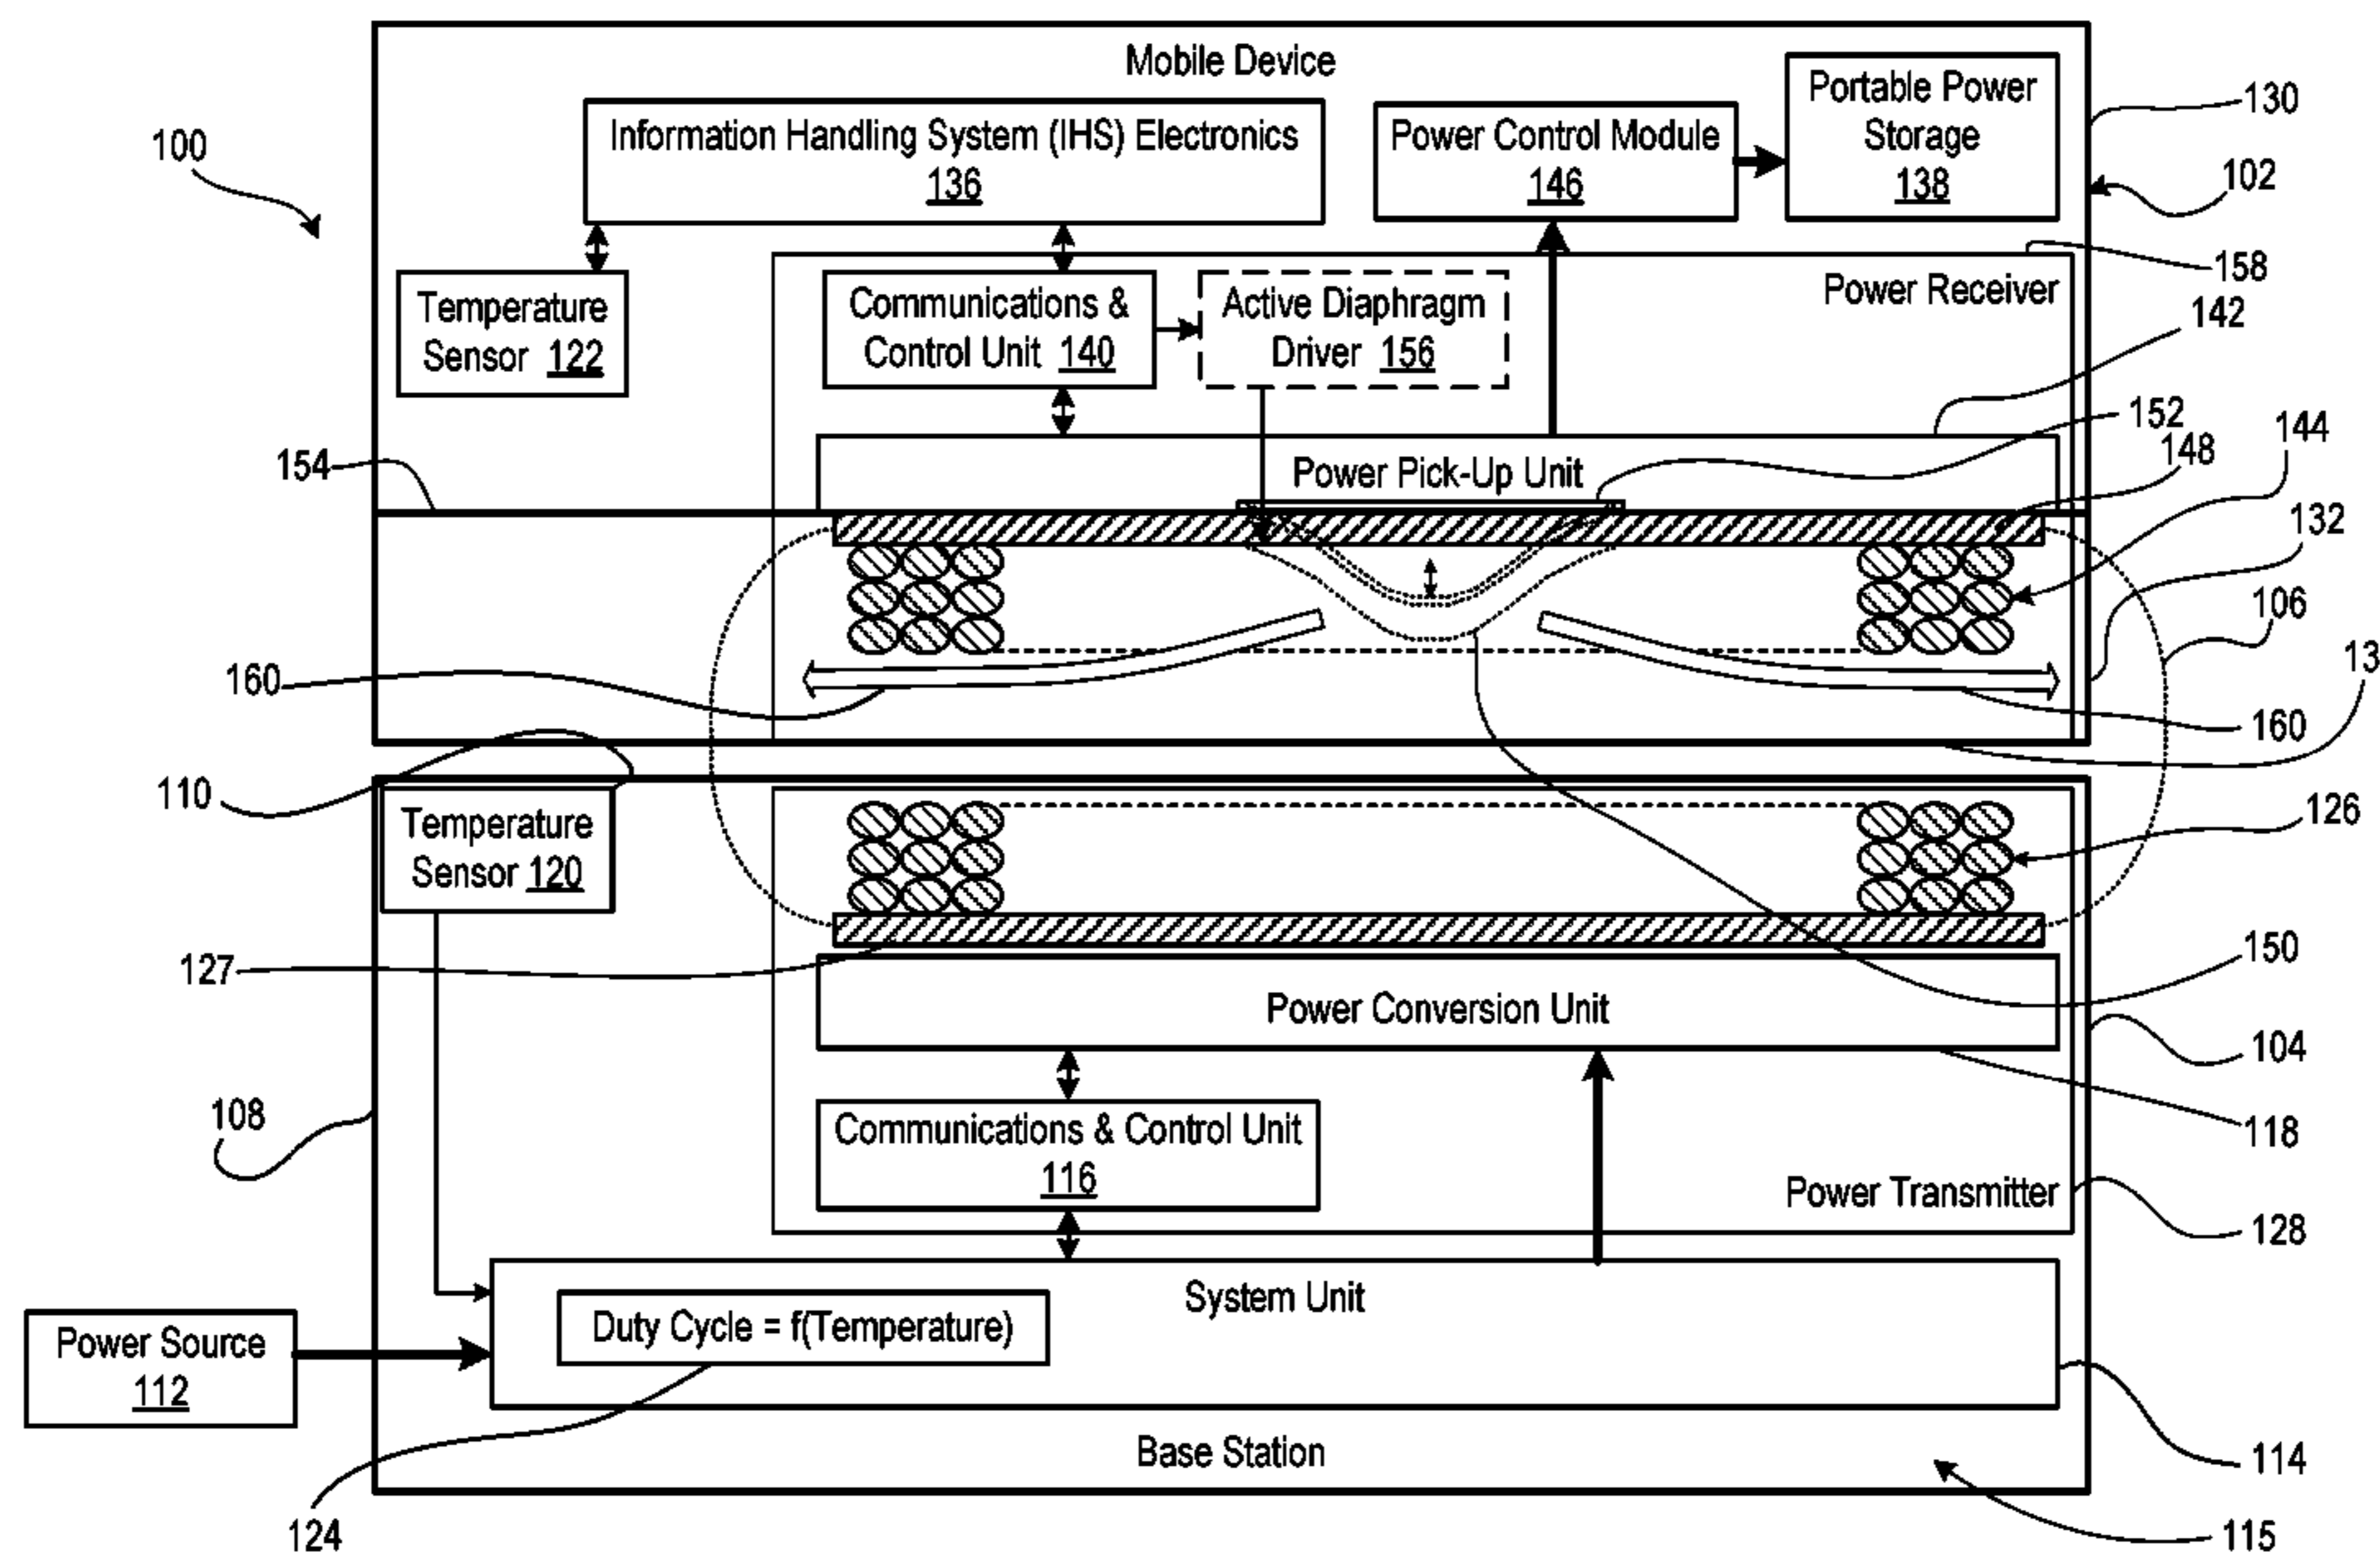 Mobile Device
Portable Power
Storage
138
130
Information Handling System (IHS) Electronics
136
Power Control Module
146
100
102
158
Temperature
Sensor 122
Communications &
Control Unit 140
Active Diaphragm
Driver 156
Power Receiver
142
152
144
148
154
Power Pick-Up Unit
132
106
13
160
160
110
Temperature
Sensor 120
126
127
150
Power Conversion Unit
104
108
Communications & Control Unit
116
118
Power Transmitter
128
System Unit
Duty Cycle = f(Temperature)
Power Source
112
Base Station
114
124
115